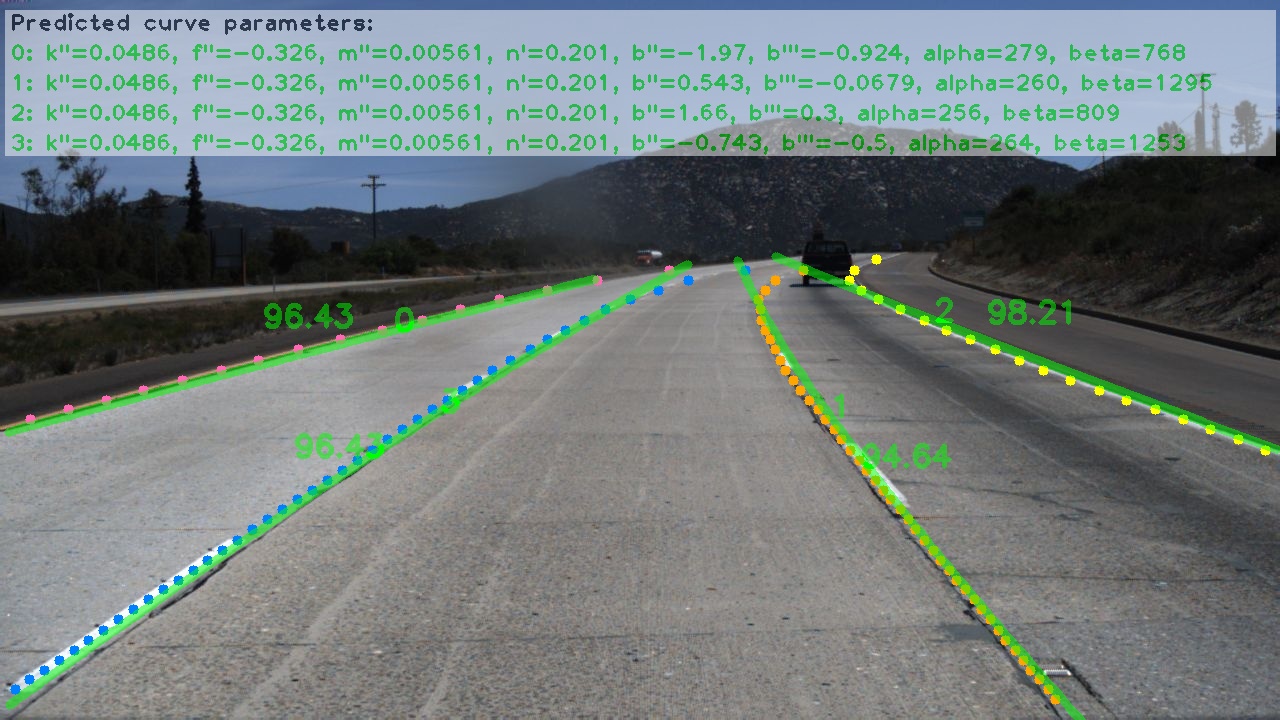 Predicted curve parameters:
0: k''=0.0486, f''=-0.326, m''=0.00561, n'=0.201, b''=-1.97, b'''=-0.924, alpha=279, beta=768
1: k''=0.0486, f''=-0.326, m''=0.00561, n'=0.201, b''=0.543, b'''=-0.0679, alpha=260, beta=1295
2: k''=0.0486, f''=-0.326, m''=0.00561, n'=0.201, b''=1.66, b'''=0.3, alpha=256, beta=809
3: k''=0.0486, f''=-0.326, m''=0.00561, n'=0.201, b''=-0.743, b'''=-0.5, alpha=264, beta=1253
96.43 0
2 98.21
1
96.43
94.64